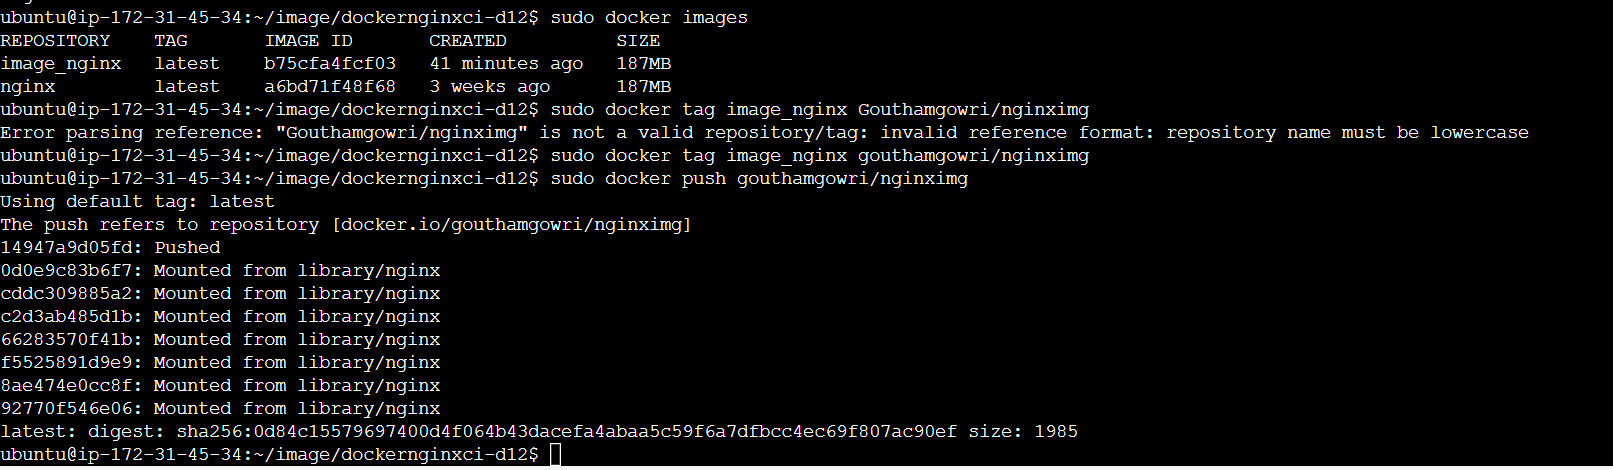 ubuntu@ip-172-31-45-34:~/image/dockernginxci-d12$ sudo docker images
REPOSITORY    TAG       IMAGE ID       CREATED          SIZE
image_nginx   latest    b75cfa4fcf03   41 minutes ago   187MB
nginx         latest    a6bd71f48f68   3 weeks ago      187MB
ubuntu@ip-172-31-45-34:~/image/dockernginxci-d12$ sudo docker tag image_nginx Gouthamgowri/nginximg
Error parsing reference: "Gouthamgowri/nginximg" is not a valid repository/tag: invalid reference format: repository name must be lowercase
ubuntu@ip-172-31-45-34:~/image/dockernginxci-d12$ sudo docker tag image_nginx gouthamgowri/nginximg
ubuntu@ip-172-31-45-34:~/image/dockernginxci-d12$ sudo docker push gouthamgowri/nginximg
Using default tag: latest
The push refers to repository [docker.io/gouthamgowri/nginximg]
14947a9d05fd: Pushed
0d0e9c83b6f7: Mounted from library/nginx
cddc309885a2: Mounted from library/nginx
c2d3ab485d1b: Mounted from library/nginx
66283570f41b: Mounted from library/nginx
f5525891d9e9: Mounted from library/nginx
8ae474e0cc8f: Mounted from library/nginx
92770f546e06: Mounted from library/nginx
latest: digest: sha256:0d84c15579697400d4f064b43dacefa4abaa5c59f6a7dfbcc4ec69f807ac90ef size: 1985
ubuntu@ip-172-31-45-34:~/image/dockernginxci-d12$